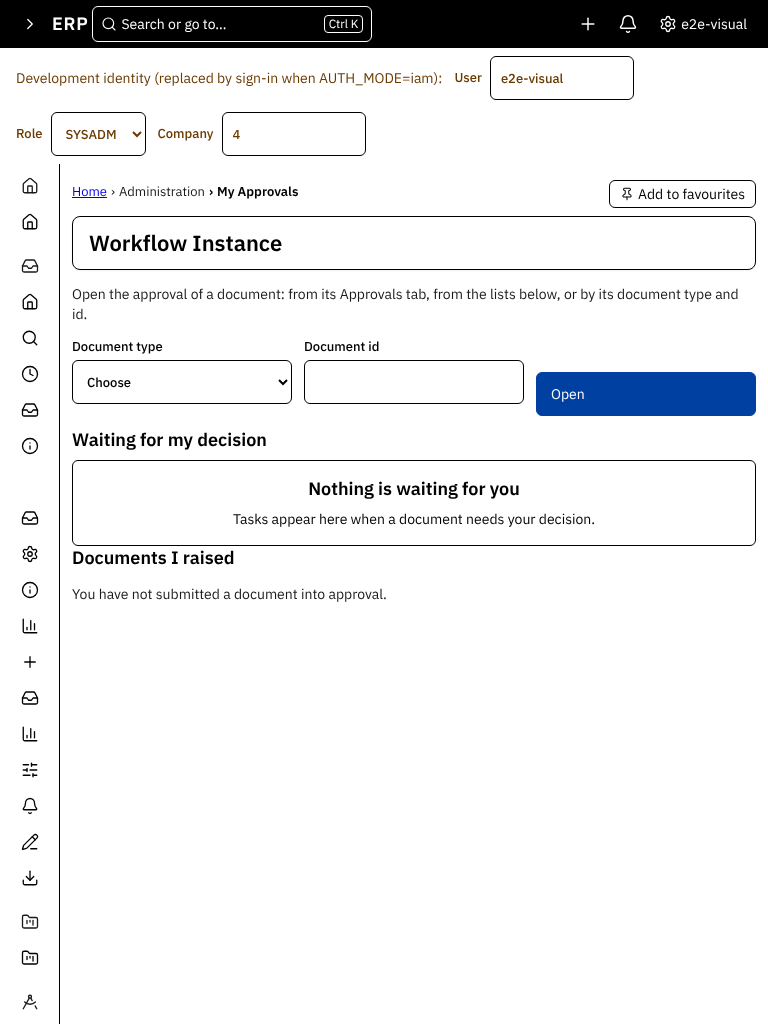 ERP
Search or go to...
Ctrl K
e2e-visual
Development identity (replaced by sign-in when AUTH_MODE=iam):
User
e2e-visual
Role
SYSADM
Company
4
Home › Administration › My Approvals
Add to favourites
Workflow Instance
Open the approval of a document: from its Approvals tab, from the lists below, or by its document type and
id.
Document type
Document id
Choose
Open
Waiting for my decision
Nothing is waiting for you
Tasks appear here when a document needs your decision.
Documents I raised
You have not submitted a document into approval.